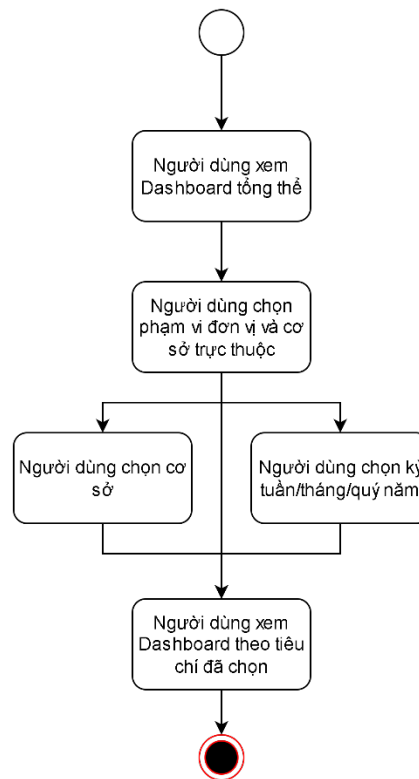 Người dùng xem
Dashboard tổng thể
Người dùng chọn
phạm vi đơn vị và cơ
sở trực thuộc
Người dùng chọn cơ
sở
Người dùng chọn kỳ
tuần/tháng/quý năm
Người dùng xem
Dashboard theo tiêu
chí đã chọn